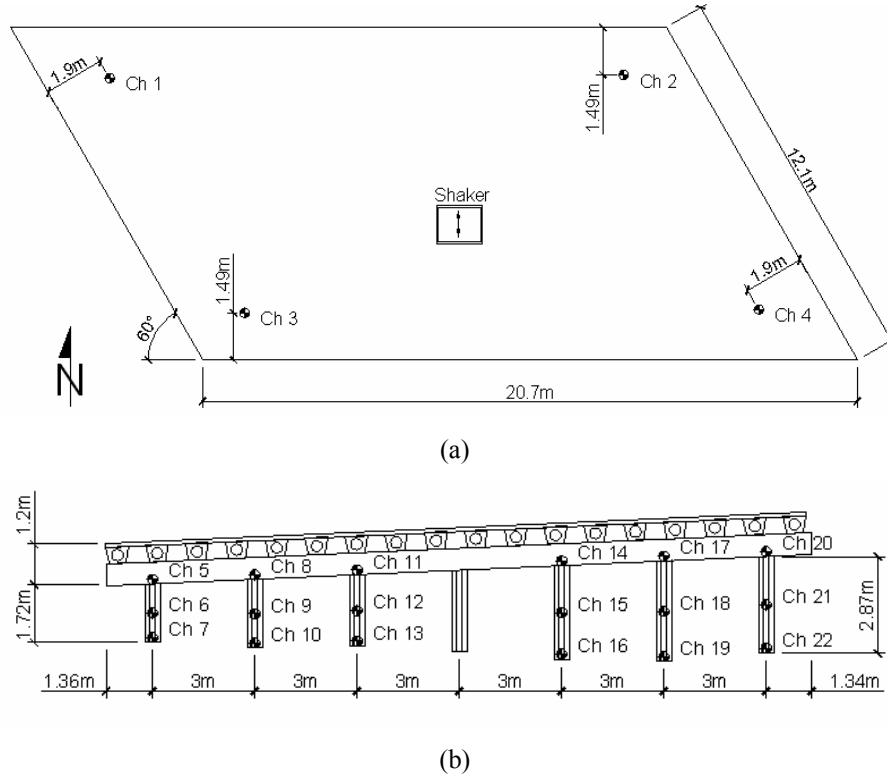 1.9m
Ch 1
Ch 2
1.49m
12.1m
Shaker
1.9m
1.49m
Ch 3
Ch 4
60°
N
20.7m
(a)
1.2m
Ch 5
Ch 8
Ch 11
Ch 14
Ch 17
Ch 20
Ch 6
Ch 9
Ch 12
Ch 15
Ch 18
Ch 21
1.72m
Ch 7
Ch 10
Ch 13
Ch 16
Ch 19
Ch 22
2.87m
1.36m
3m
3m
3m
3m
3m
3m
1.34m
(b)